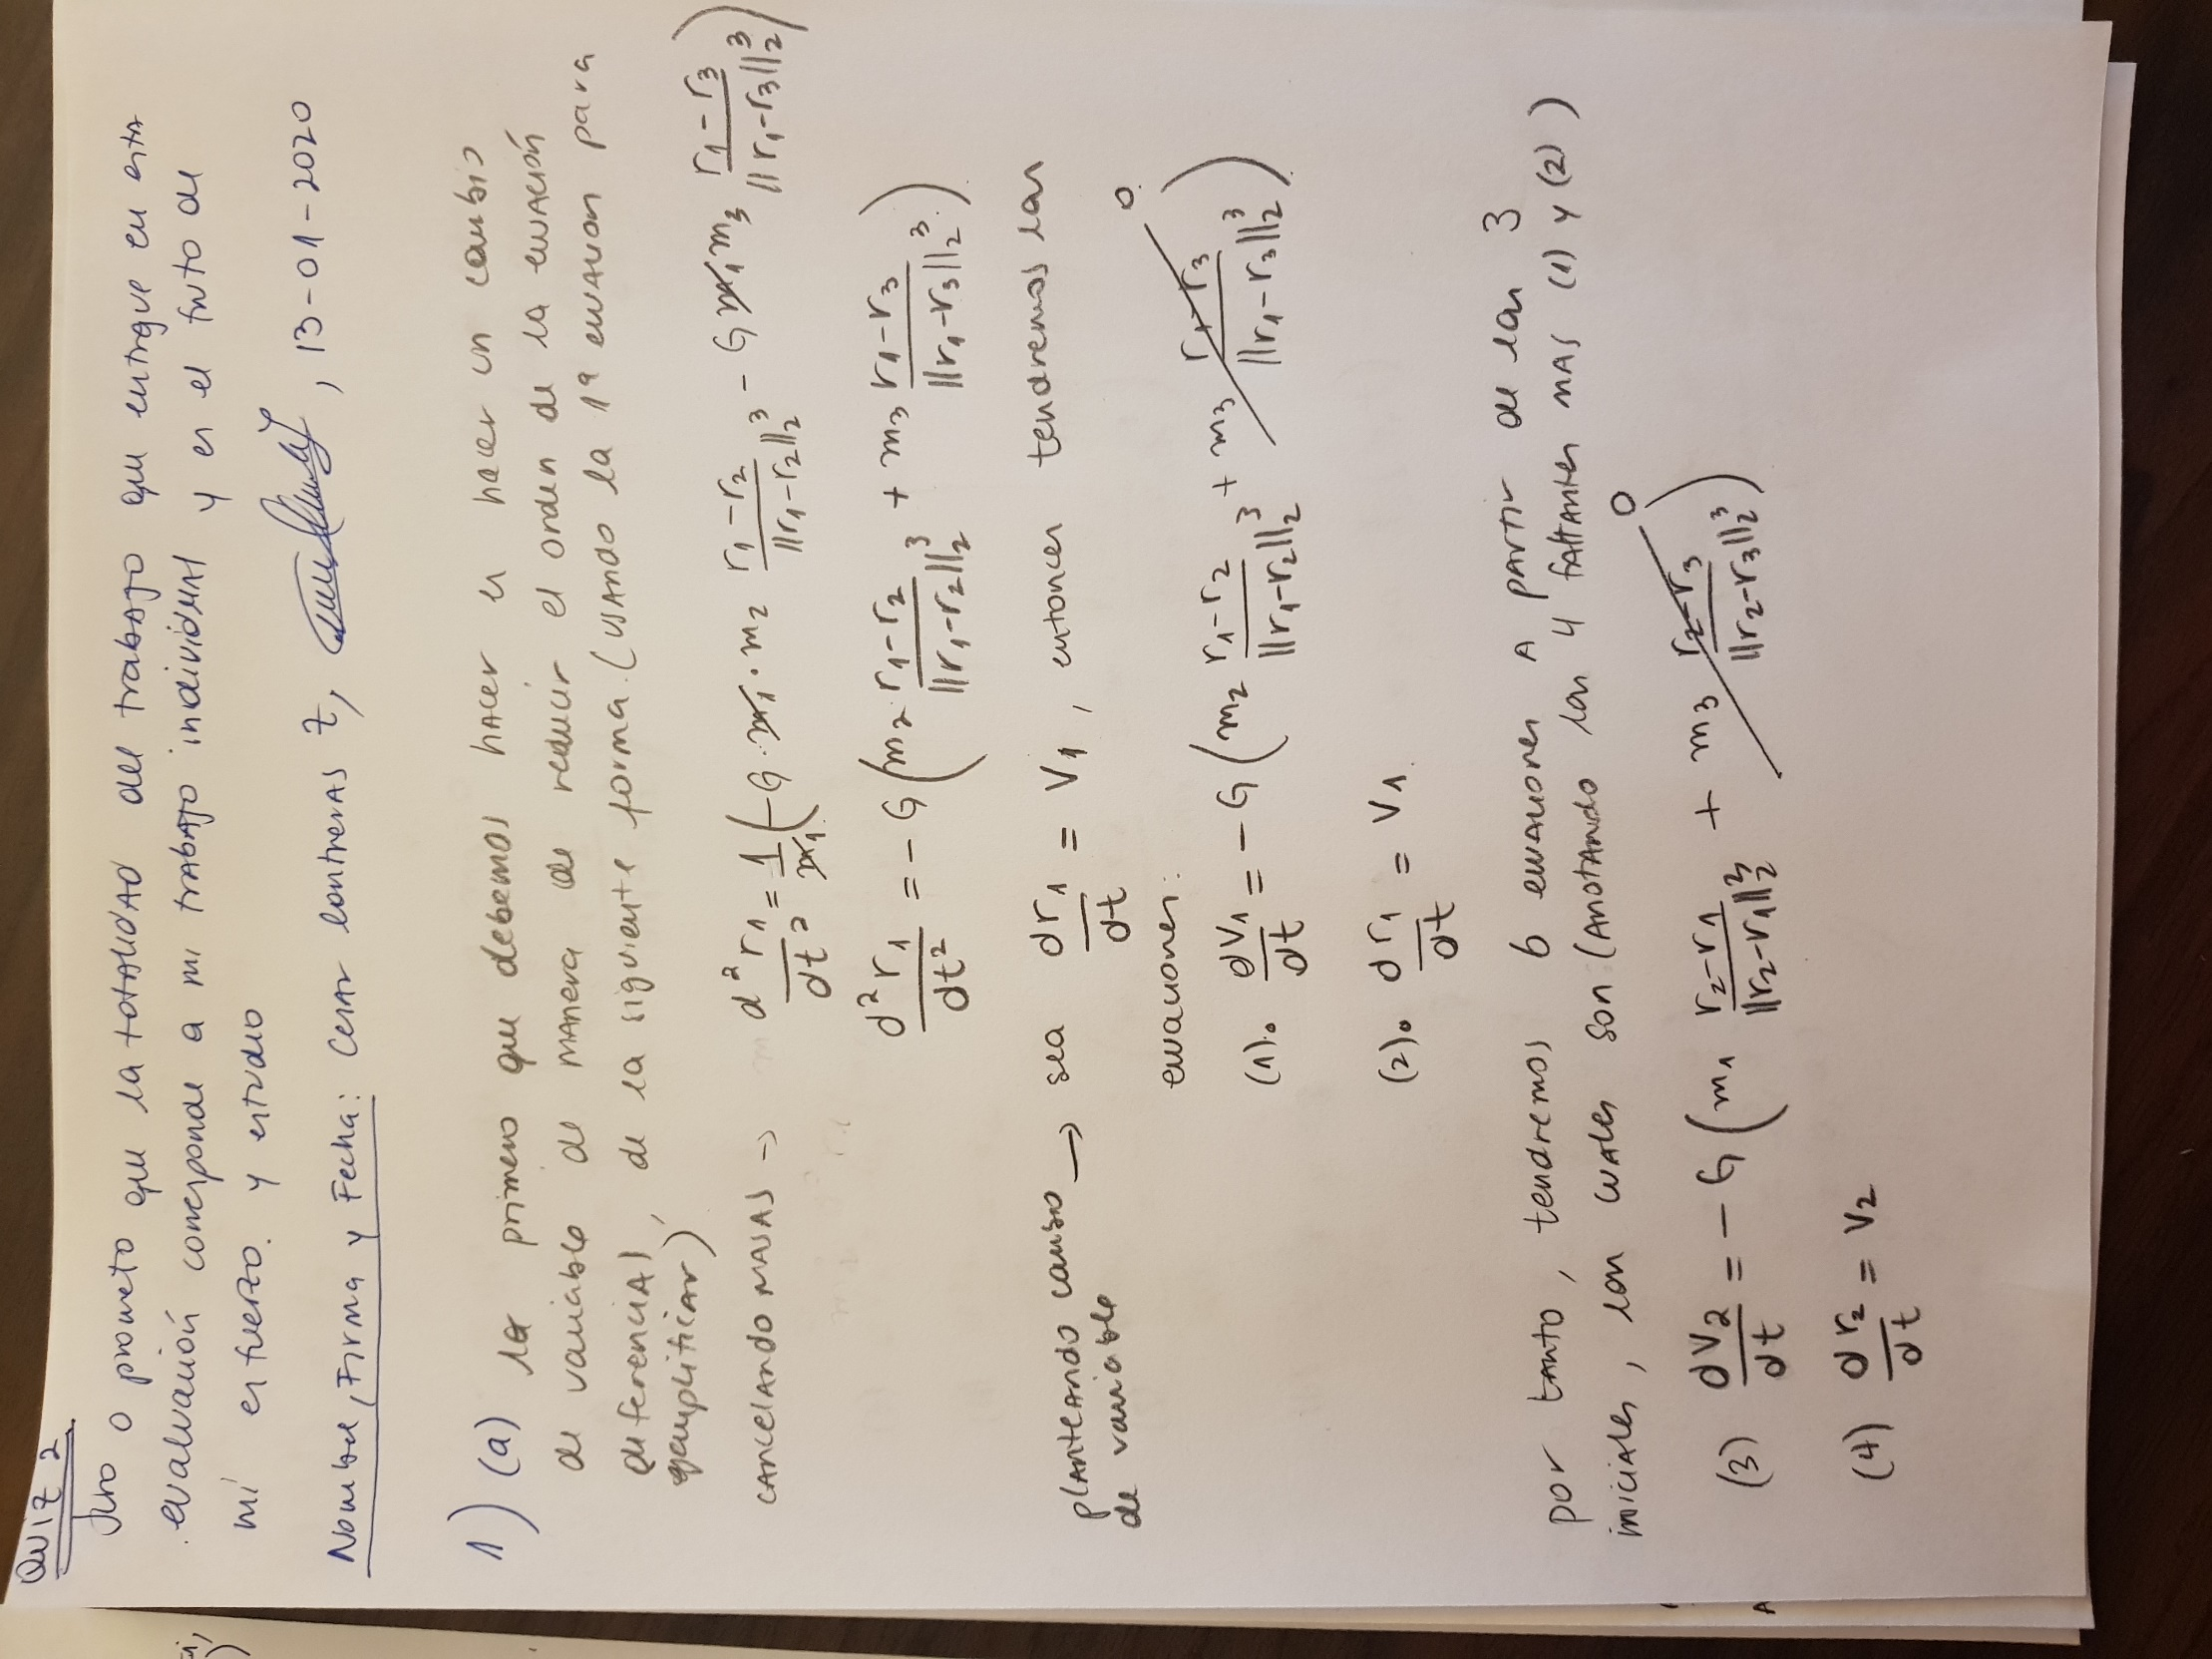 QUIZ 2
Juro o prometo que la totalidad del trabajo que entregue en esta
evaluación corresponde a mi trabajo individual y es el fruto de
mi esfuerzo y estudio
Nombre, Firma y Fecha: Cesar Contreras Z, , 13-01-2020
1) (a) lo primero que debemos hacer es hacer un cambio
de variable de manera de reducir el orden de la ecuación
diferencial, de la siguiente forma. (usando la 1ª ecuacion para
ejemplificar)
cancelando masas → d²r₁/dt² = 1/m₁ (-G·m₁·m₂ (r₁-r₂)/||r₁-r₂||₂³ - G m₁m₃ (r₁-r₃)/||r₁-r₃||₂³)
d²r₁/dt² = -G (m₂ (r₁-r₂)/||r₁-r₂||₂³ + m₃ (r₁-r₃)/||r₁-r₃||₂³)
planteando cambio → sea dr₁/dt = v₁, entonces tendremos las
de variable
ecuaciones:
(1). dv₁/dt = -G (m₂ (r₁-r₂)/||r₁-r₂||₂³ + m₃ (r₁-r₃)/||r₁-r₃||₂³) 0
(2). dr₁/dt = v₁.
por tanto, tendremos 6 ecuaciones a partir de las 3
iniciales, las cuales son (anotando las 4 faltantes mas (1) y (2))
(3) dv₂/dt = -G (m₁ (r₂-r₁)/||r₂-r₁||₂³ + m₃ (r₂-r₃)/||r₂-r₃||₂³) 0
(4) dr₂/dt = v₂